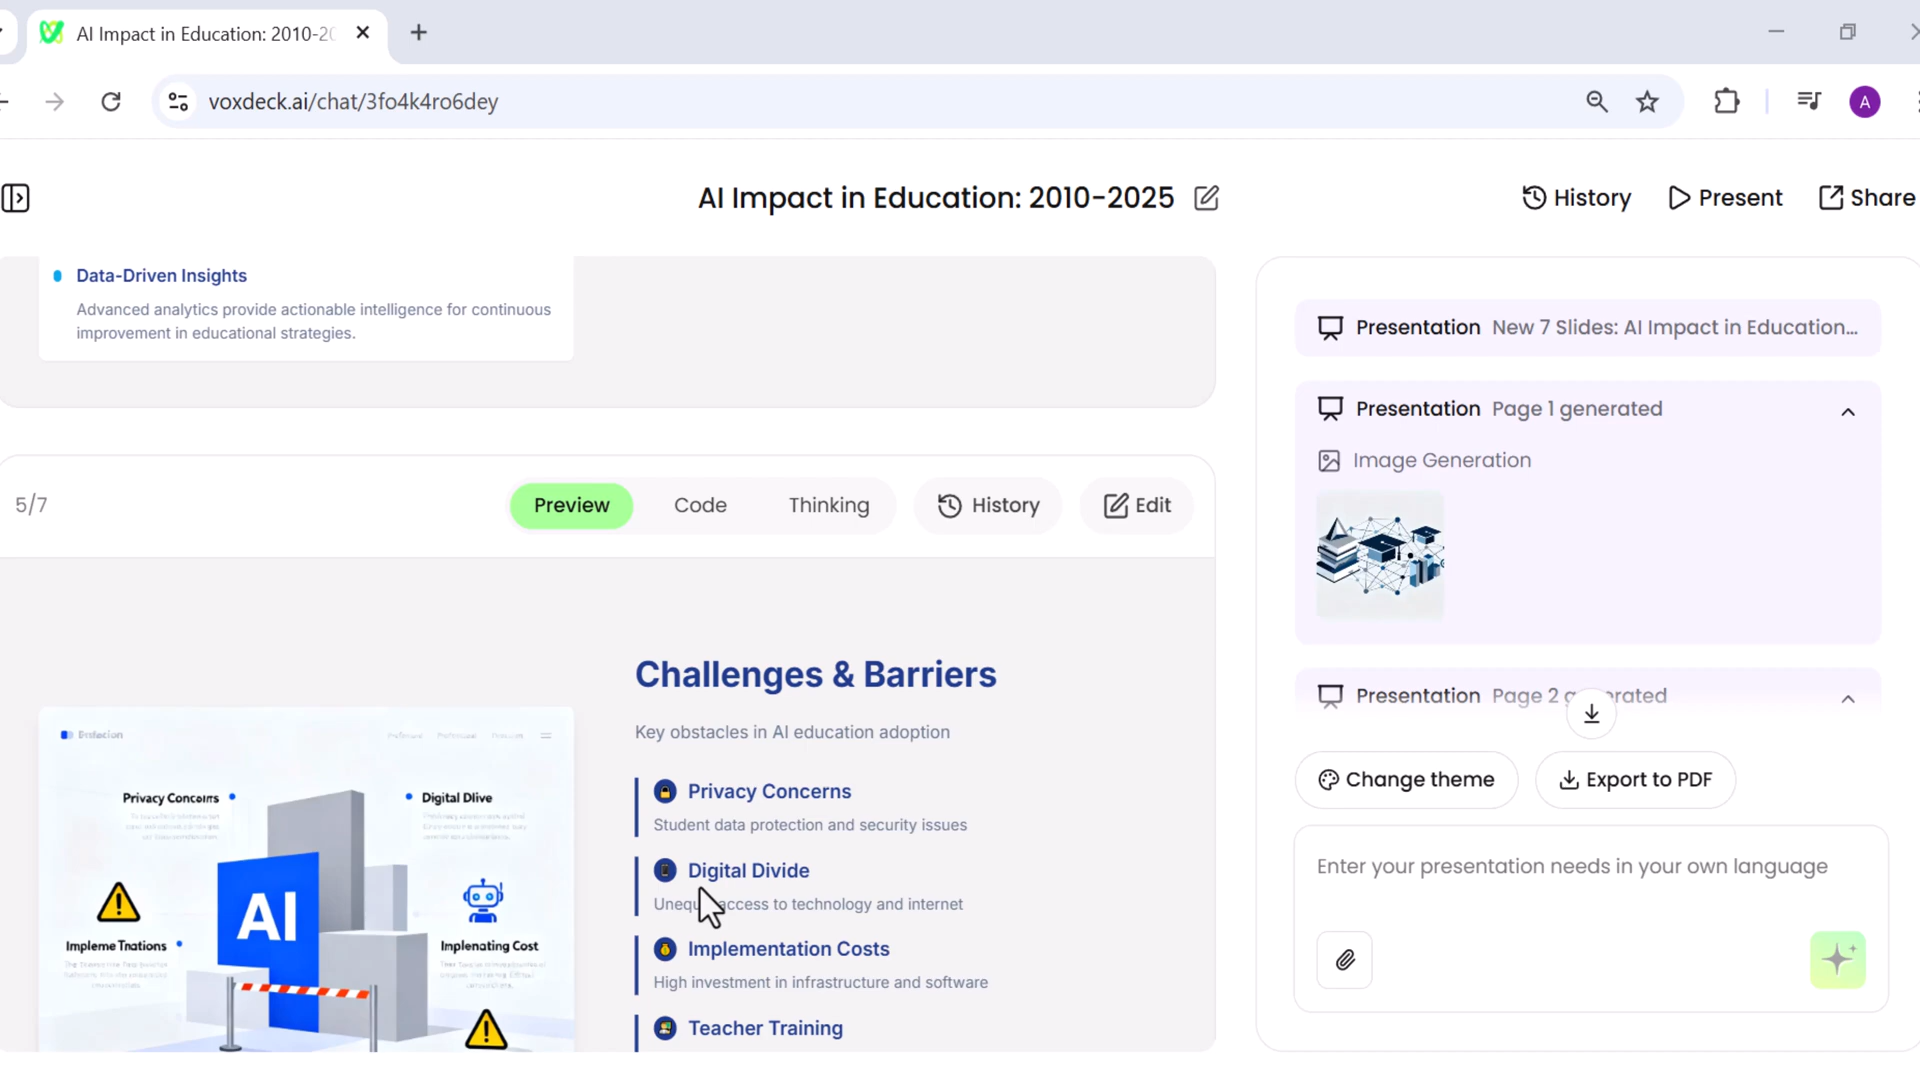 AI Impact in Education: 2010-20
voxdeck.ai/chat/3fo4k4ro6dey
A
AI Impact in Education: 2010-2025
History
Present
Share
Data-Driven Insights
Advanced analytics provide actionable intelligence for continuous
improvement in educational strategies.
5/7
Preview
Code
Thinking
History
Edit
Challenges & Barriers
Key obstacles in AI education adoption
Privacy Concerns
Student data protection and security issues
Digital Divide
access to technology and internet
Implementation Costs
High investment in infrastructure and software
Teacher Training
Privacy Concains
Digital Dlive
AI
Impleme Tnations
Implenating Cost
Presentation New 7 Slides: AI Impact in Education...
Presentation Page 1 generated
Image Generation
Presentation Page 2
Change theme
Export to PDF
Enter your presentation needs in your own language